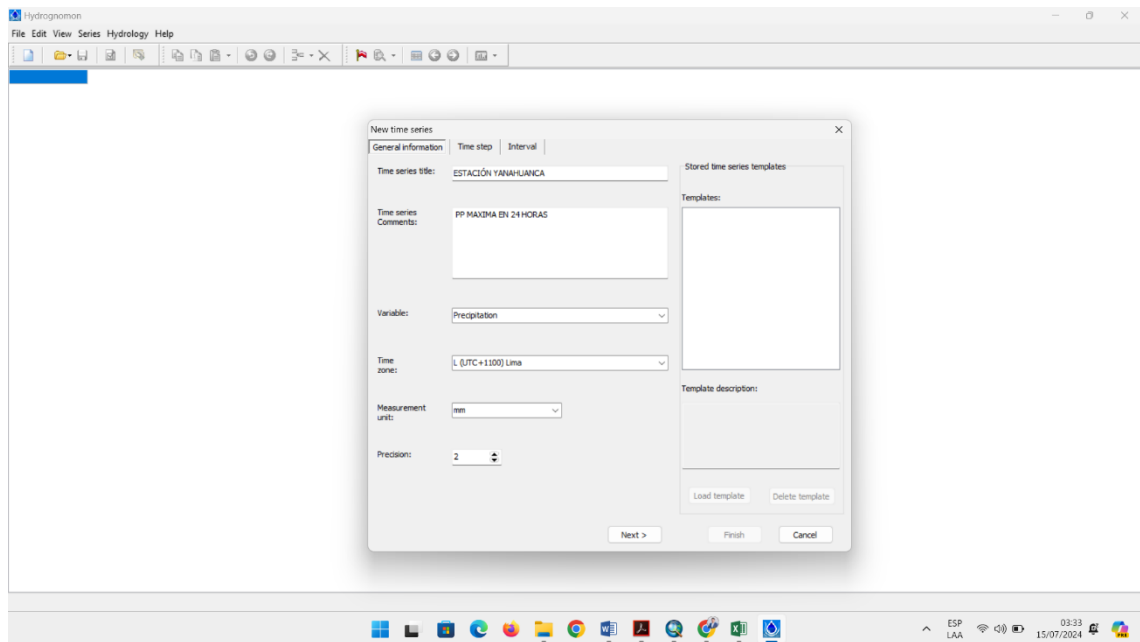 Hydrognomon
File Edit View Series Hydrology Help
New time series
General information Time step Interval
Time series title: ESTACIÓN YANAHUANCA
Time series
Comments:
PP MAXIMA EN 24 HORAS
Variable: Precipitation
Time
zone:
L (UTC+1100) Lima
Measurement
unit:
mm
Precision: 2
Stored time series templates
Templates:
Template description:
Load template Delete template
Next > Finish Cancel
ESP
LAA
03:33
15/07/2024